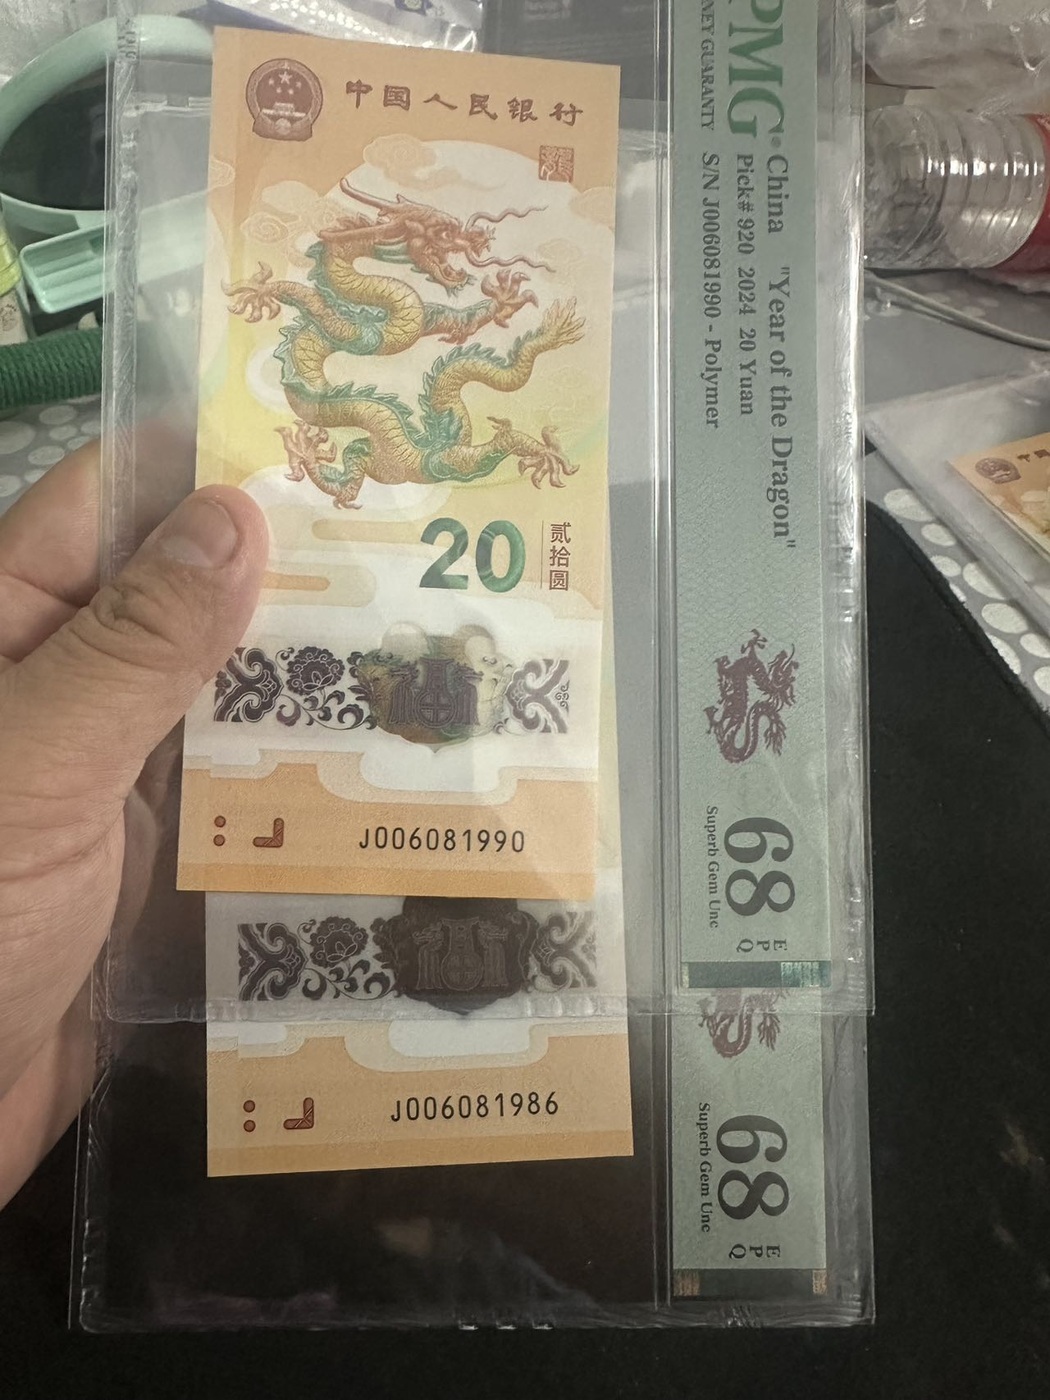 中国人民银行
20
贰拾圆
J006081990
J006081986
PMG
GUARANTY
China "Year of the Dragon"
Pick# 920 2024 20 Yuan
S/N J006081990 - Polymer
68 EPQ
Superb Gem Unc
68 EPQ
Superb Gem Unc